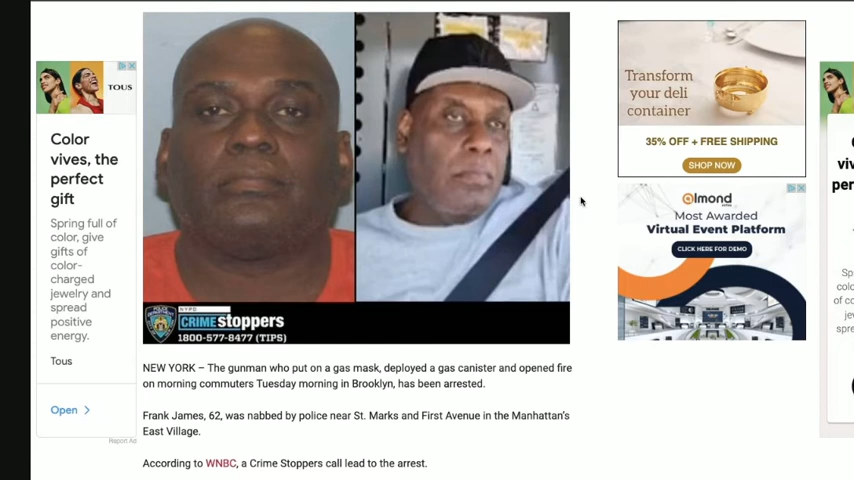 TOUS
Color
vives, the
perfect
gift
Spring full of
color, give
gifts of
color-
charged
jewelry and
spread
positive
energy.
Tous
Open
Report Ad
NYPD
CRIMEstoppers
1800-577-8477 (TIPS)
NEW YORK – The gunman who put on a gas mask, deployed a gas canister and opened fire
on morning commuters Tuesday morning in Brooklyn, has been arrested.
Frank James, 62, was nabbed by police near St. Marks and First Avenue in the Manhattan's
East Village.
According to WNBC, a Crime Stoppers call lead to the arrest.
Transform
your deli
container
35% OFF + FREE SHIPPING
SHOP NOW
almond
Most Awarded
Virtual Event Platform
CLICK HERE FOR DEMO